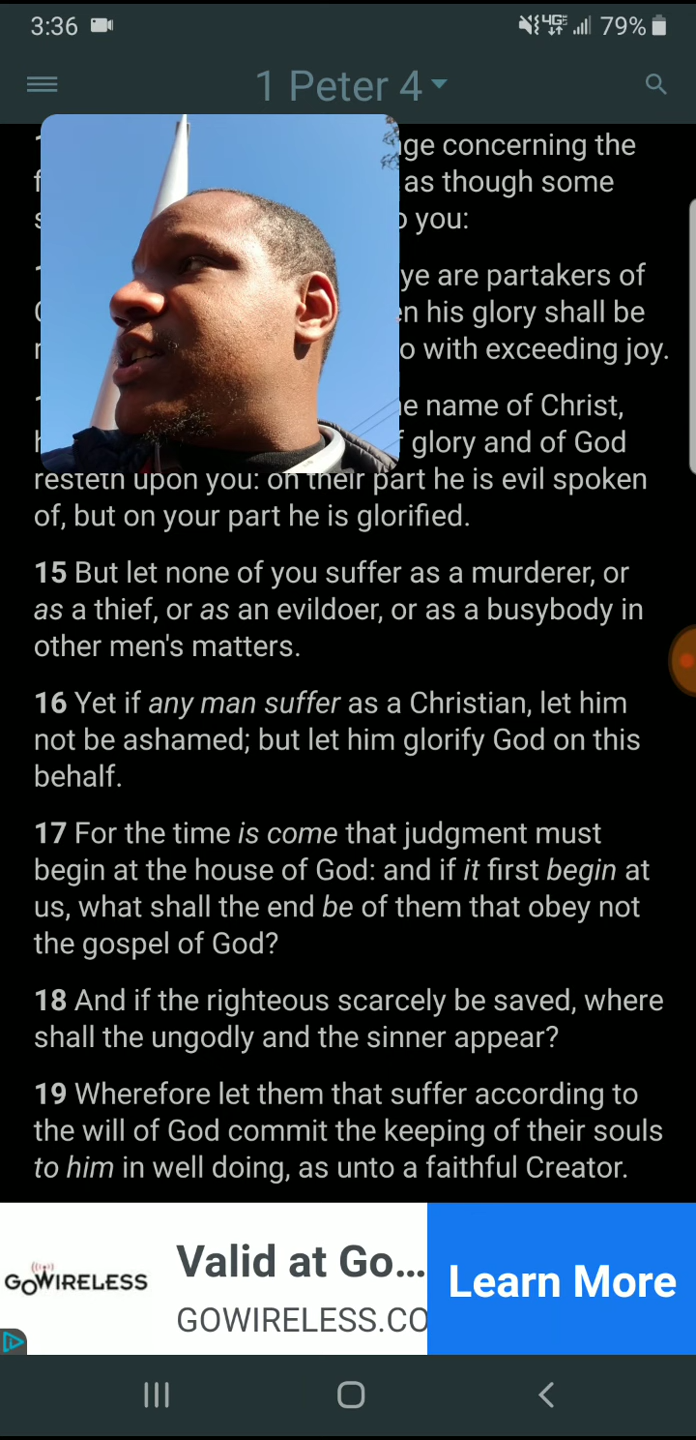 3:36 4GE 79%
1 Peter 4
concerning the
as though some
you:
ye are partakers of
his glory shall be
with exceeding joy.
name of Christ,
glory and of God
resteth upon you: on their part he is evil spoken
of, but on your part he is glorified.
15 But let none of you suffer as a murderer, or
as a thief, or as an evildoer, or as a busybody in
other men's matters.
16 Yet if any man suffer as a Christian, let him
not be ashamed; but let him glorify God on this
behalf.
17 For the time is come that judgment must
begin at the house of God: and if it first begin at
us, what shall the end be of them that obey not
the gospel of God?
18 And if the righteous scarcely be saved, where
shall the ungodly and the sinner appear?
19 Wherefore let them that suffer according to
the will of God commit the keeping of their souls
to him in well doing, as unto a faithful Creator.
GOWIRELESS
Valid at Go...
GOWIRELESS.CO
Learn More